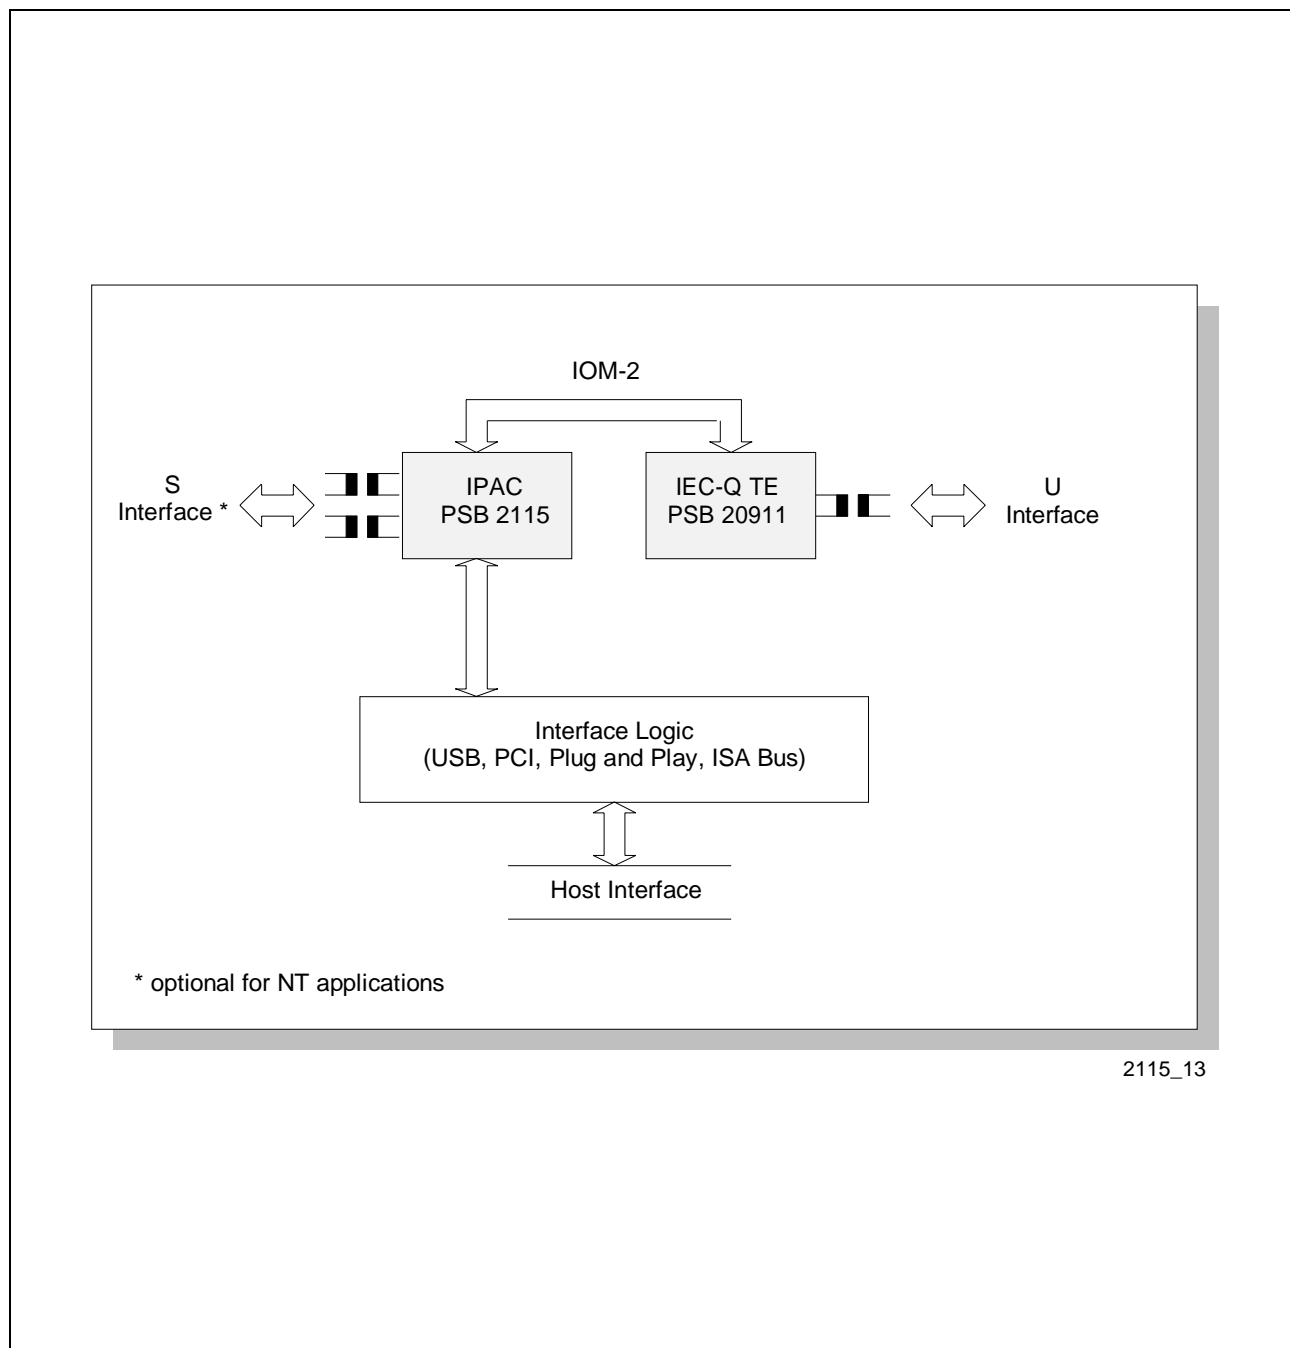 IOM-2
S
Interface *
IPAC
PSB 2115
IEC-Q TE
PSB 20911
U
Interface
Interface Logic
(USB, PCI, Plug and Play, ISA Bus)
Host Interface
* optional for NT applications
2115_13